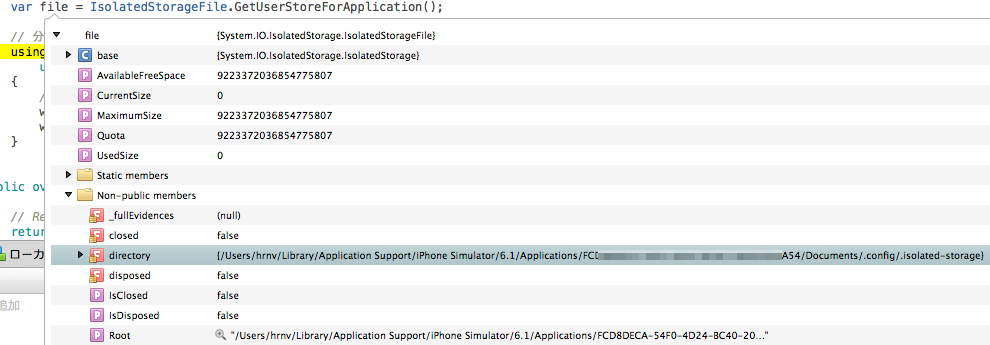 var file = IsolatedStorageFile.GetUserStoreForApplication();
// 分
using
u
{
/
w
w
}
olic ov
// Re
retur
ローカ
追加
file {System.IO.IsolatedStorage.IsolatedStorageFile}
base {System.IO.IsolatedStorage.IsolatedStorage}
AvailableFreeSpace 9223372036854775807
CurrentSize 0
MaximumSize 9223372036854775807
Quota 9223372036854775807
UsedSize 0
Static members
Non-public members
_fullEvidences (null)
closed false
directory {/Users/hrnv/Library/Application Support/iPhone Simulator/6.1/Applications/FCD A54/Documents/.config/.isolated-storage}
disposed false
IsClosed false
IsDisposed false
Root "/Users/hrnv/Library/Application Support/iPhone Simulator/6.1/Applications/FCD8DECA-54F0-4D24-BC40-20..."